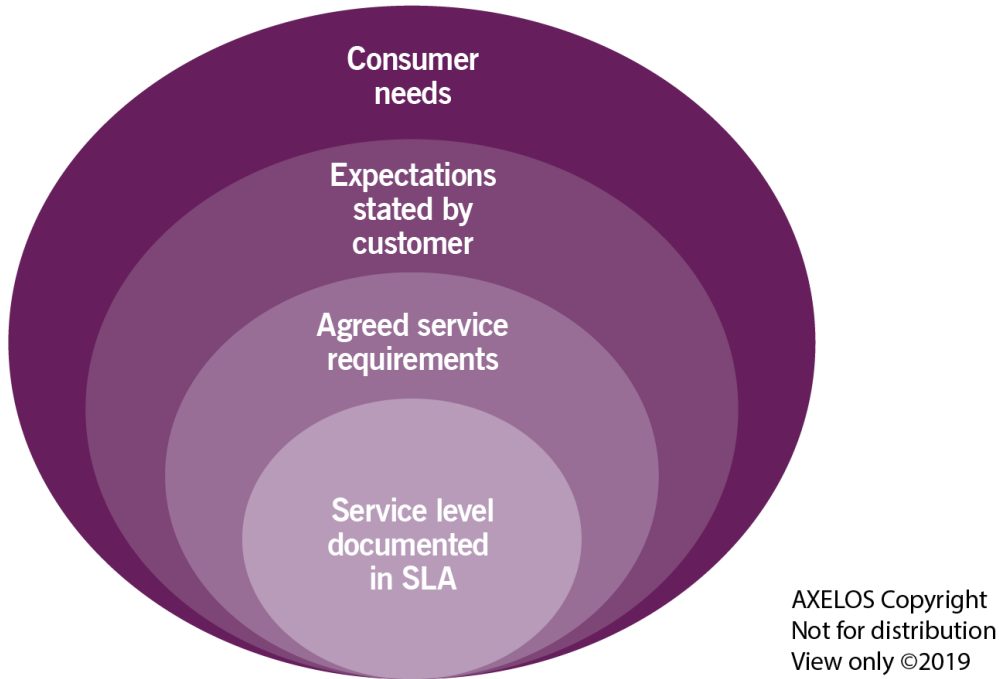 Consumer
needs
Expectations
stated by
customer
Agreed service
requirements
Service level
documented
in SLA
AXELOS Copyright
Not for distribution
View only ©2019